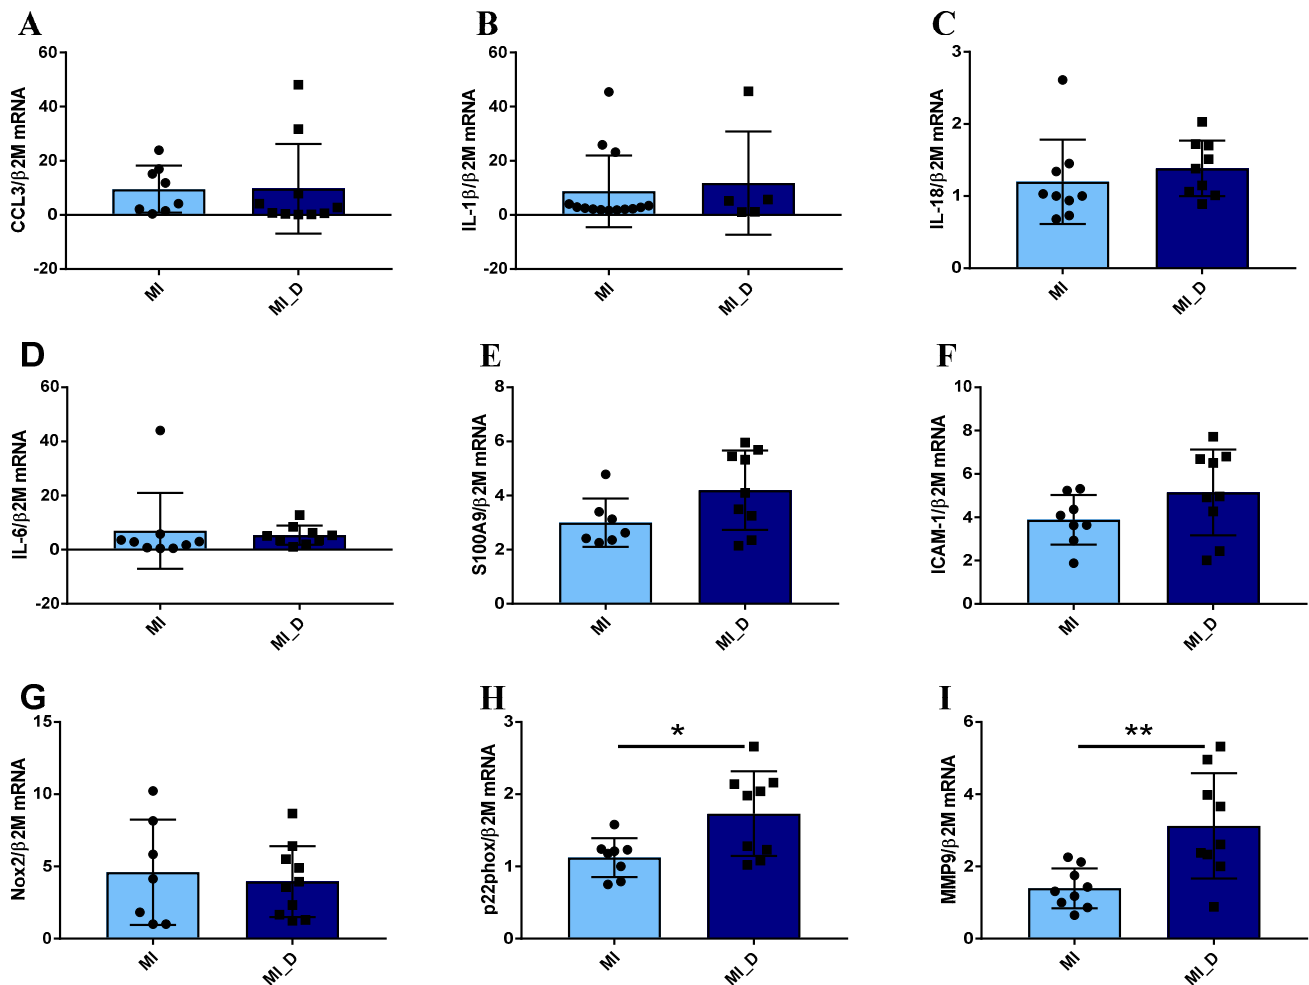 A
CCL3/β2M mRNA
60
40
20
0
-20
MI
MI_D
B
IL-1β/β2M mRNA
60
40
20
0
-20
MI
MI_D
C
IL-18/β2M mRNA
3
2
1
0
MI
MI_D
D
IL-6/β2M mRNA
60
40
20
0
-20
MI
MI_D
E
S100A9/β2M mRNA
8
6
4
2
0
MI
MI_D
F
ICAM-1/β2M mRNA
10
8
6
4
2
0
MI
MI_D
G
Nox2/β2M mRNA
15
10
5
0
MI
MI_D
H
p22phox/β2M mRNA
3
2
1
0
*
MI
MI_D
I
MMP9/β2M mRNA
6
4
2
0
**
MI
MI_D